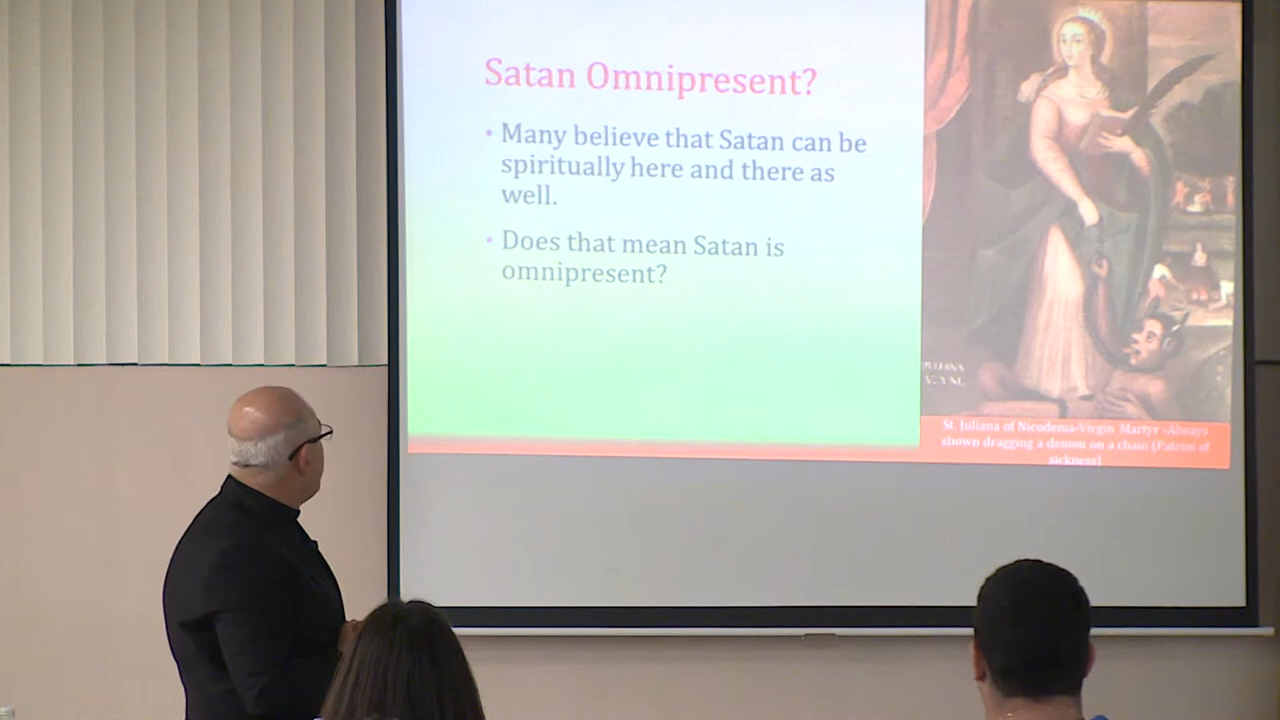 Satan Omnipresent?
• Many believe that Satan can be
spiritually here and there as
well.
• Does that mean Satan is
omnipresent?
V. Y M.
St. Juliana of Nicodema-Virgin Martyr -Always
shown dragging a demon on a chain (Patron of
sickness)